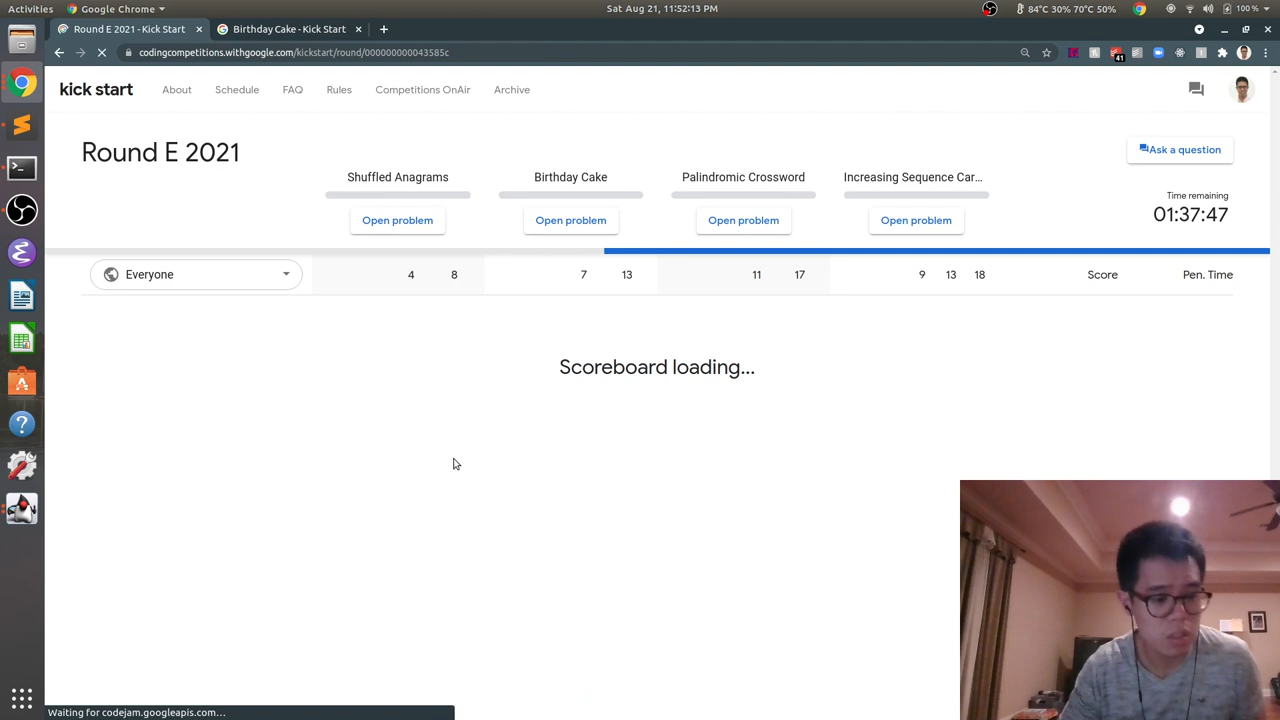 Activities
Google Chrome
Sat Aug 21, 11:52:13 PM
84°C 30% 70°C 50%
100 %
Round E 2021 - Kick Start
Birthday Cake - Kick Start
codingcompetitions.withgoogle.com/kickstart/round/000000000043585c
41
kick start
About
Schedule
FAQ
Rules
Competitions OnAir
Archive
Round E 2021
Shuffled Anagrams
Birthday Cake
Palindromic Crossword
Increasing Sequence Car...
Open problem
Open problem
Open problem
Open problem
Ask a question
Time remaining
01:37:47
Everyone
4 8 7 13 11 17 9 13 18 Score Pen. Time
Scoreboard loading...
Waiting for codejam.googleapis.com...